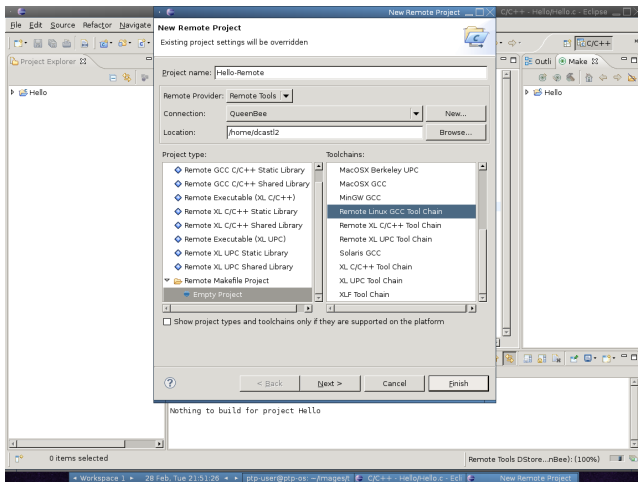 New Remote Project
C/C++ - Hello/Hello.c - Eclipse
File Edit Source Refactor Navigate
New Remote Project
Existing project settings will be overridden
C/C++
Project Explorer
Outli Make
Hello
Hello
Project name: Hello-Remote
Remote Provider: Remote Tools
Connection: QueenBee New...
Location: /home/dcastl2 Browse...
Project type:
Remote GCC C/C++ Static Library
Remote GCC C/C++ Shared Library
Remote Executable (XL C/C++)
Remote XL C/C++ Static Library
Remote XL C/C++ Shared Library
Remote Executable (XL UPC)
Remote XL UPC Static Library
Remote XL UPC Shared Library
Remote Makefile Project
Empty Project
Toolchains:
MacOSX Berkeley UPC
MacOSX GCC
MinGW GCC
Remote Linux GCC Tool Chain
Remote XL C/C++ Tool Chain
Remote XL UPC Tool Chain
Solaris GCC
XL C/C++ Tool Chain
XL UPC Tool Chain
XLF Tool Chain
Show project types and toolchains only if they are supported on the platform
< Back Next > Cancel Finish
Nothing to build for project Hello
0 items selected
Remote Tools DStore...nBee): (100%)
Workspace 1 28 Feb, Tue 21:51:26 ptp-user@ptp-os: ~/Images/t C/C++ - Hello/Hello.c - Ecli New Remote Project